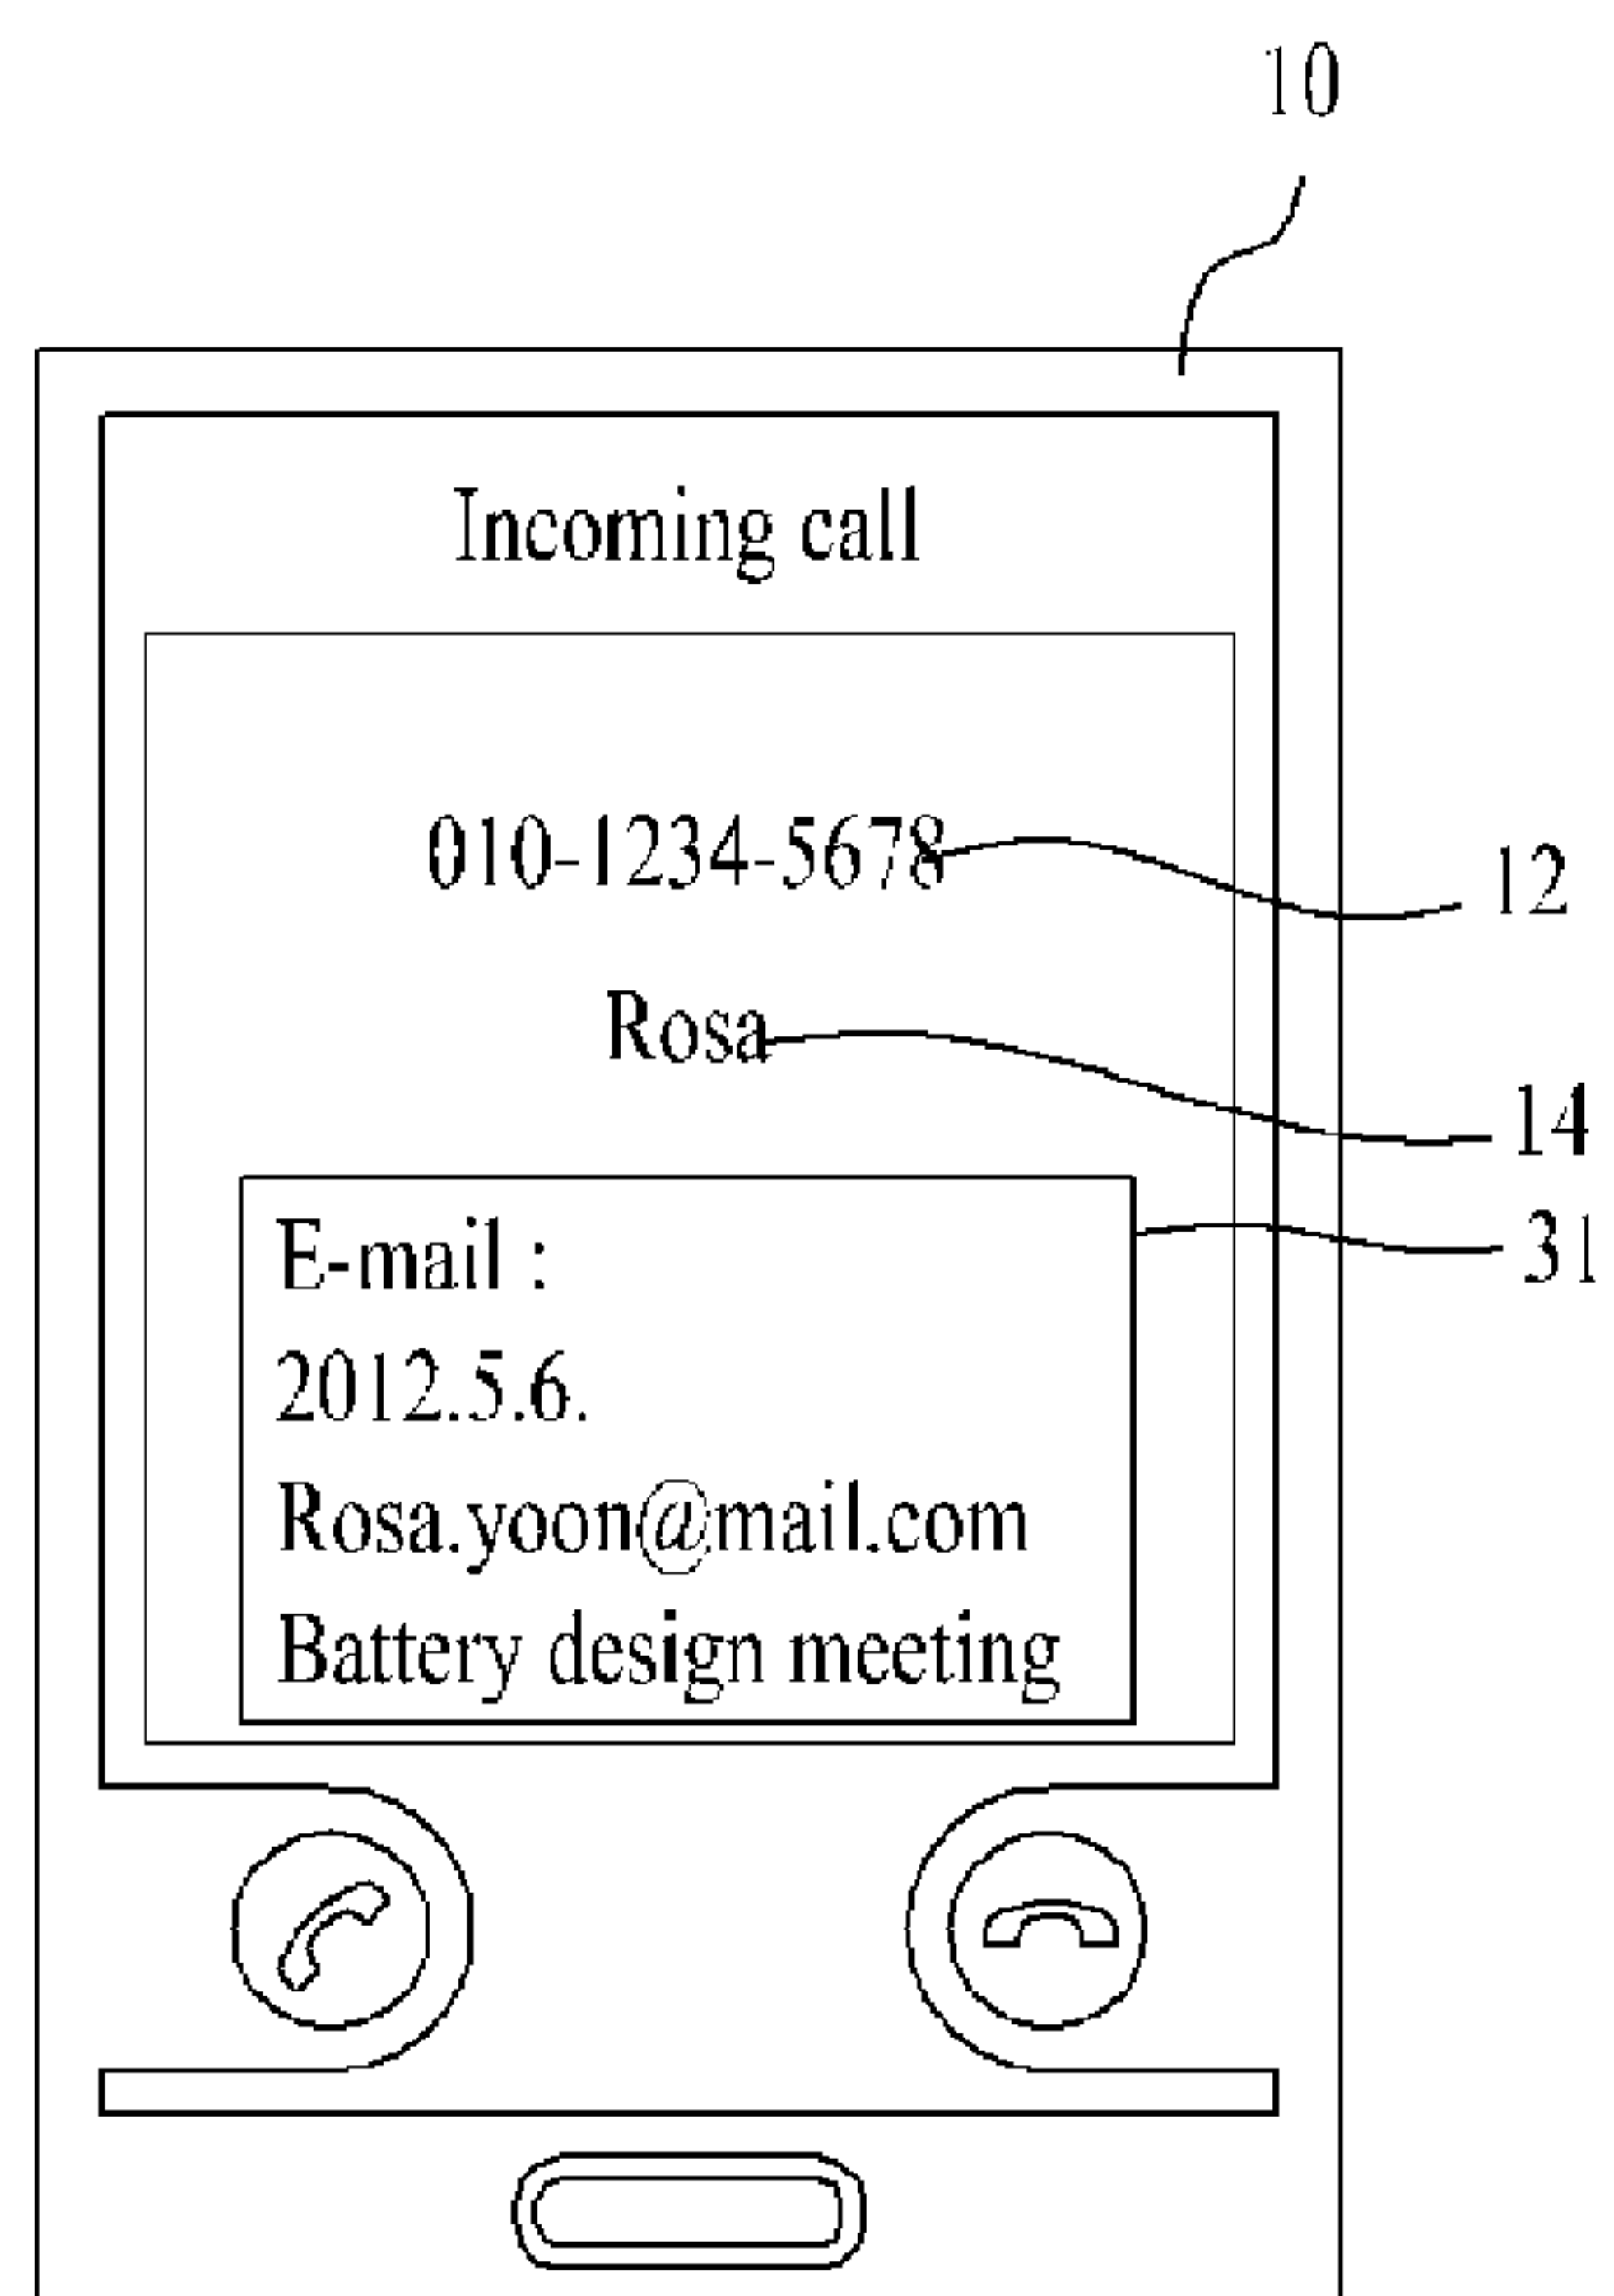 10
Incoming call
010-1234-5678
12
Rosa
14
31
E-mail :
2012.5.6.
Rosa.yoon@mail.com
Battery design meeting